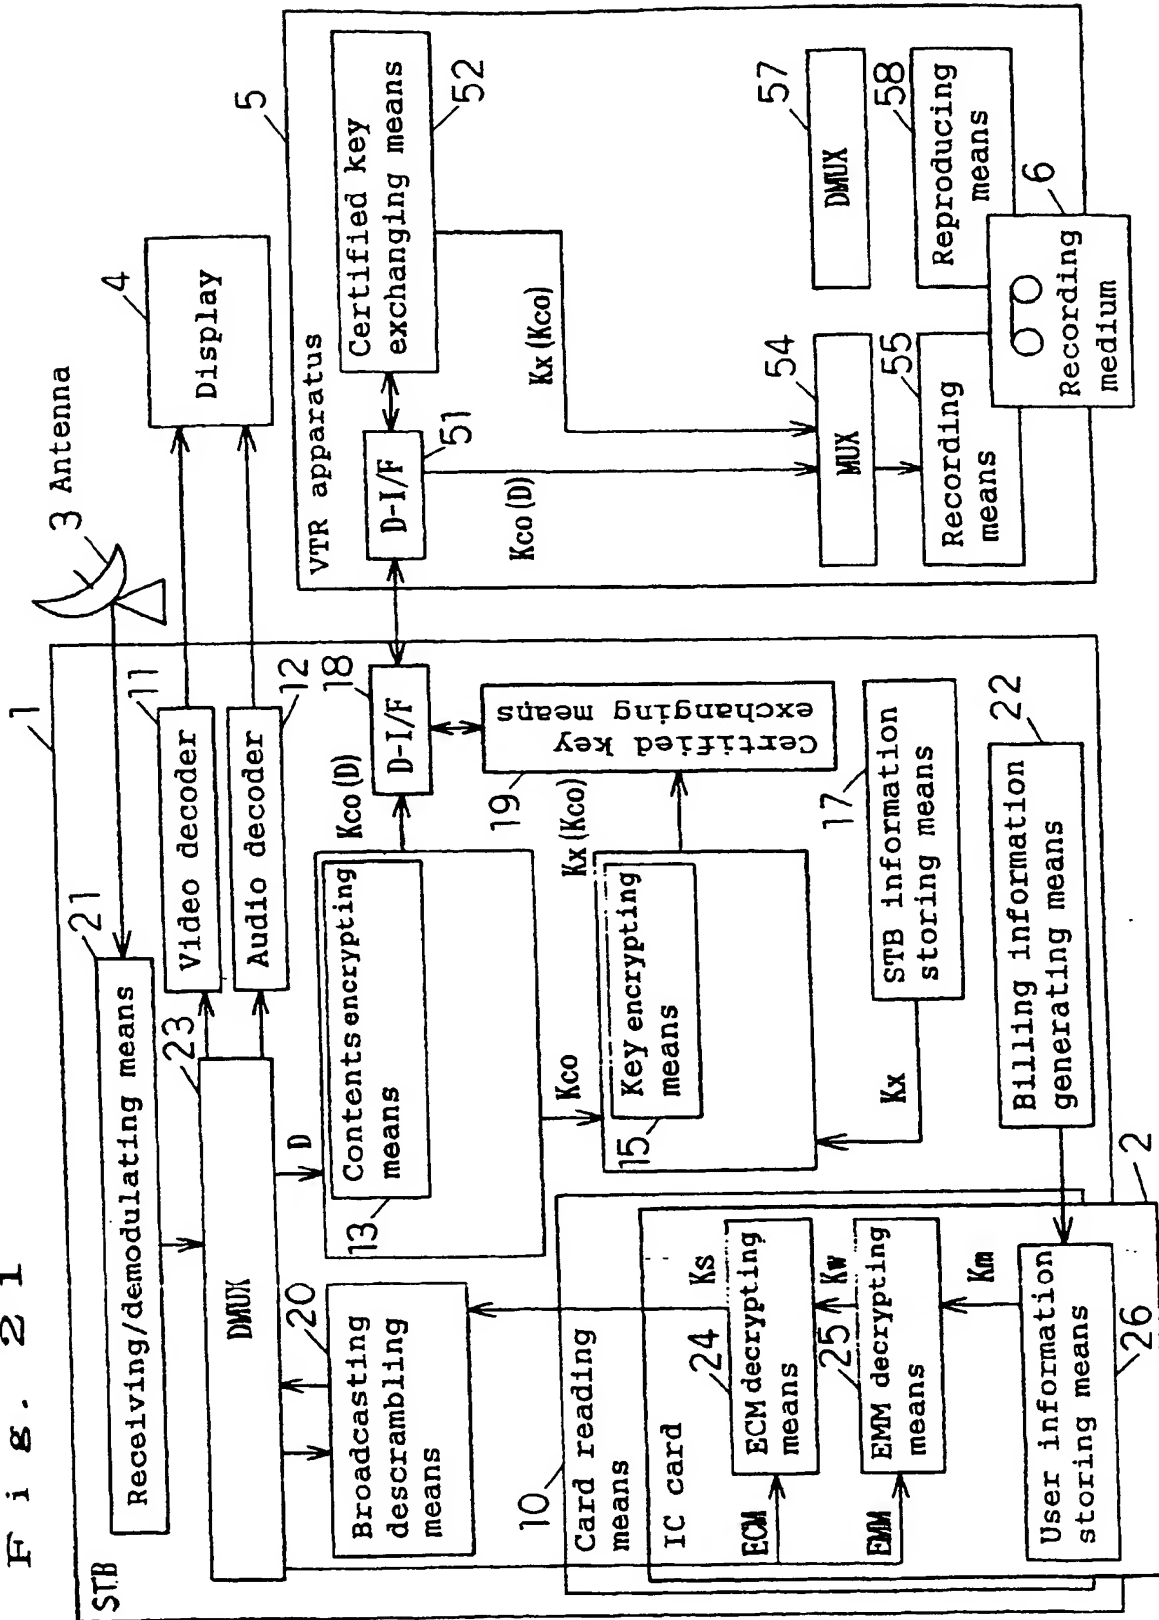 Fig. 21
STB
1
Receiving/demodulating means
21
3 Antenna
DMUX
23
Video decoder
11
Audio decoder
12
4
Display
D
Broadcasting
descrambling
means
20
Contents encrypting
means
13
Kco(D)
D-I/F
18
Kco
Certified key
exchanging means
19
Kx(Kco)
Key encrypting
means
15
STB information
storing means
17
Kx
Billing information
generating means
22
Card reading
means
10
IC card
2
ECM
Ks
ECM decrypting
means
24
Kw
EMM
EMM decrypting
means
25
Km
User information
storing means
26
5
VTR apparatus
D-I/F
51
Certified key
exchanging means
52
Kco(D)
Kx(Kco)
MUX
54
DMUX
57
Recording
means
55
Reproducing
means
58
Recording
medium
6